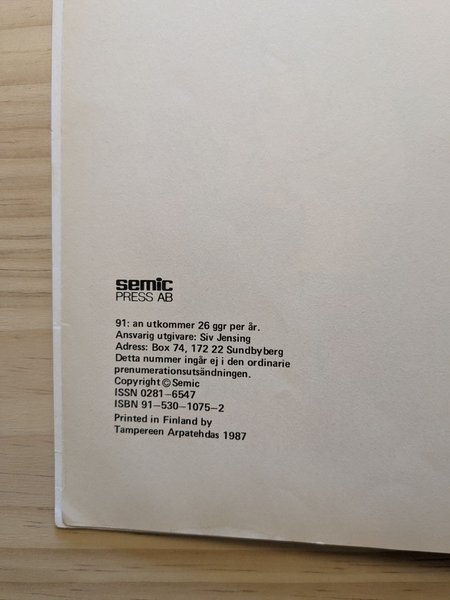 semic
PRESS AB
91: an utkommer 26 ggr per år.
Ansvarig utgivare: Siv Jensing
Adress: Box 74, 172 22 Sundbyberg
Detta nummer ingår ej i den ordinarie
prenumerationsutsändningen.
Copyright © Semic
ISSN 0281-6547
ISBN 91-530-1075-2
Printed in Finland by
Tampereen Arpatehdas 1987